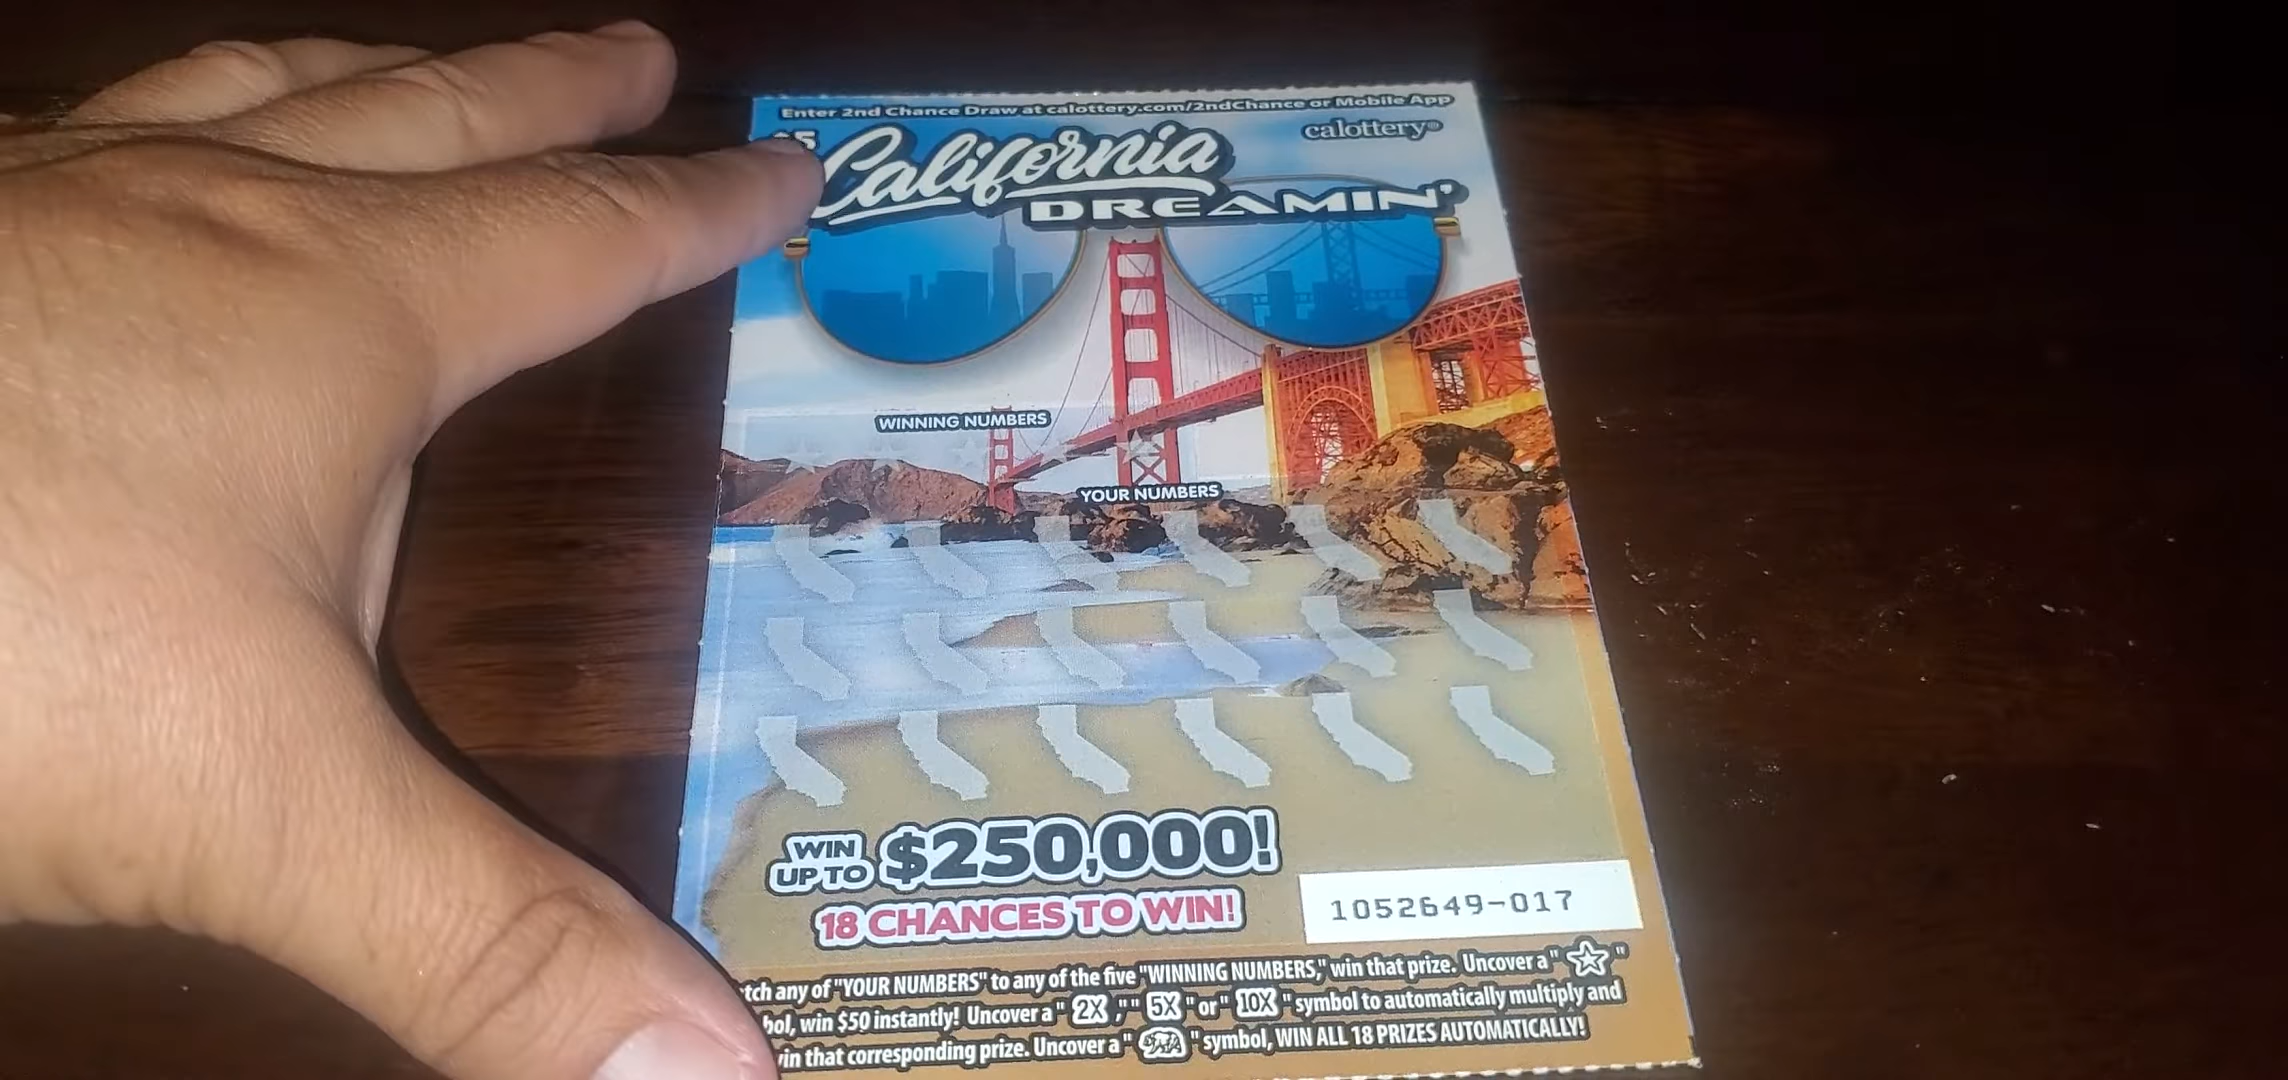 Enter 2nd Chance Draw at calottery.com/2ndChance or Mobile App
$5
calottery®
California
DREAMIN'
WINNING NUMBERS
YOUR NUMBERS
WIN UP TO $250,000!
18 CHANCES TO WIN!
1052649-017
any of "YOUR NUMBERS" to any of the five "WINNING NUMBERS," win that prize. Uncover a "☆"
win $50 instantly! Uncover a "2X," "5X" or "10X" symbol to automatically multiply and
that corresponding prize. Uncover a " " symbol, WIN ALL 18 PRIZES AUTOMATICALLY!